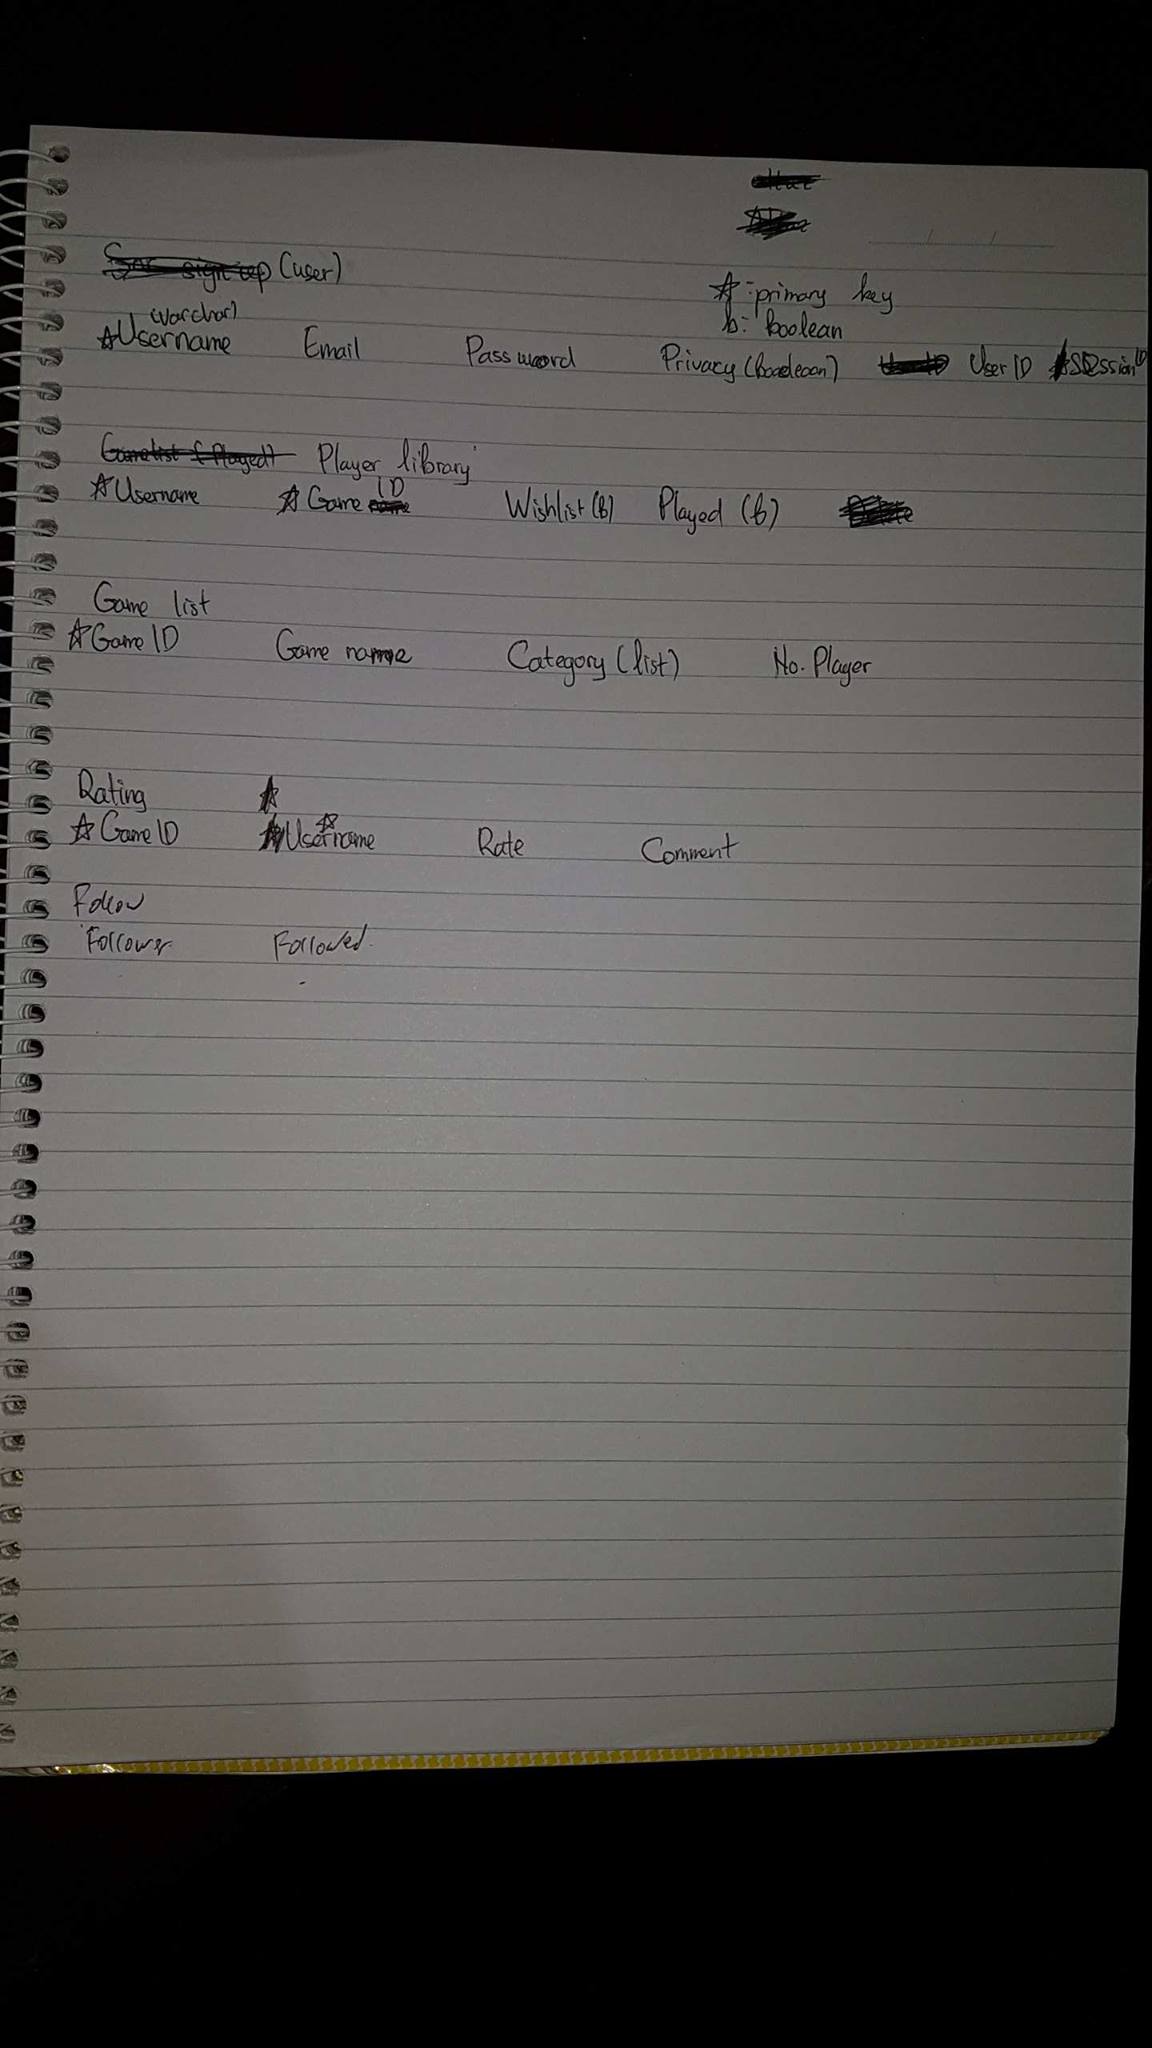 (user)
☆ : primary key
b : boolean
(varchar)
☆Username Email Password Privacy (boolean) User ID Session ID
Player library
☆Username ☆Game ID Wishlist (b) Played (b)
Game list
☆Game ID Game name Category (list) No. Player
Rating ☆
☆Game ID ☆Username Rate Comment
Follow
Follower Followed.